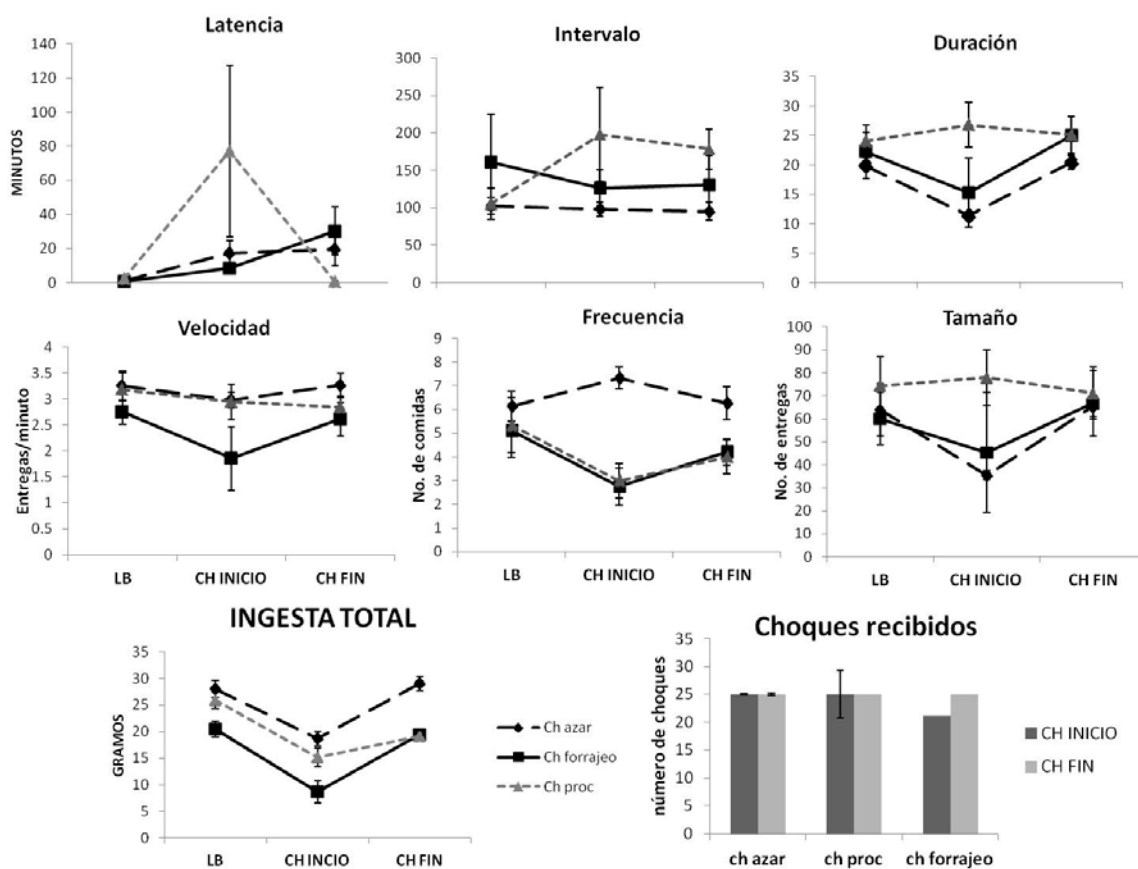 Latencia
MINUTOS
140
120
100
80
60
40
20
0
Intervalo
300
250
200
150
100
50
0
Duración
35
30
25
20
15
10
5
0
Velocidad
Entregas/minuto
4
3.5
3
2.5
2
1.5
1
0.5
0
LB CH INICIO CH FIN
Frecuencia
No. de comidas
9
8
7
6
5
4
3
2
1
0
LB CH INICIO CH FIN
Tamaño
No. de entregas
100
90
80
70
60
50
40
30
20
10
0
LB CH INICIO CH FIN
INGESTA TOTAL
GRAMOS
35
30
25
20
15
10
5
0
LB CH INCIO CH FIN
Ch azar
Ch forrajeo
Ch proc
Choques recibidos
número de choques
35
30
25
20
15
10
5
0
ch azar ch proc ch forrajeo
CH INICIO
CH FIN